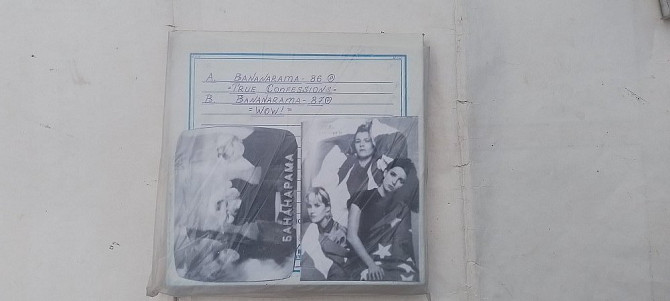 A. BANANARAMA - 86 ®
- TRUE CONFESSIONS -
B. BANANARAMA - 87 ®
= WOW! =
БАНАНАРАМА